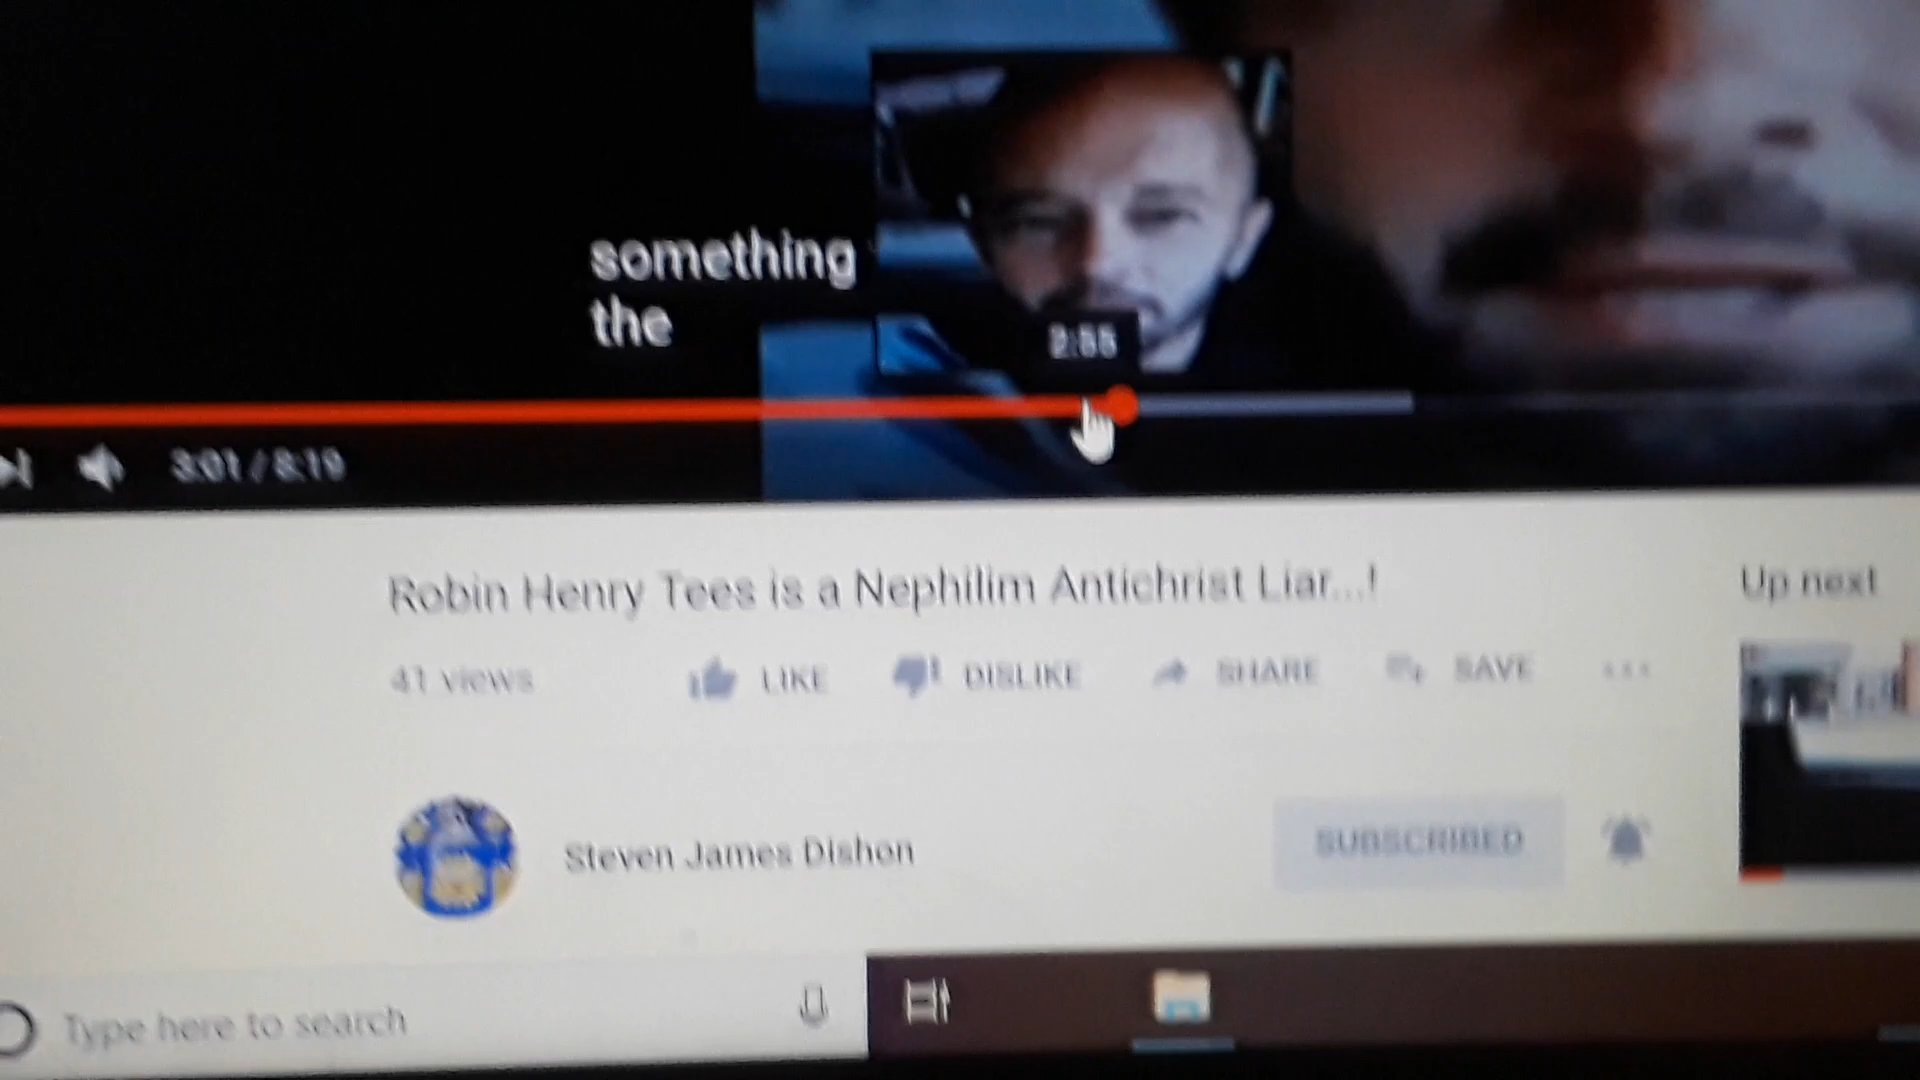 something
the
2:55
3:01 / 8:19
Robin Henry Tees is a Nephilim Antichrist Liar...!
Up next
41 views
LIKE
DISLIKE
SHARE
SAVE
Steven James Dishon
SUBSCRIBED
Type here to search